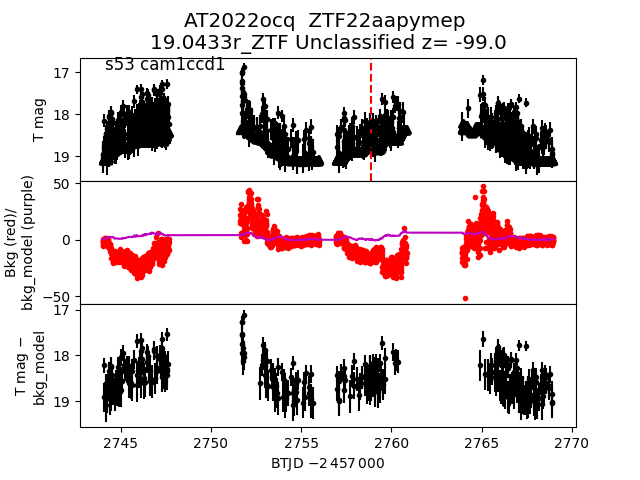 AT2022ocq  ZTF22aapymep
19.0433r_ZTF Unclassified z= -99.0
s53 cam1ccd1
17
18
19
T mag
50
0
−50
Bkg (red)/
bkg_model (purple)
17
18
19
T mag −
bkg_model
2745
2750
2755
2760
2765
2770
BTJD −2 457 000